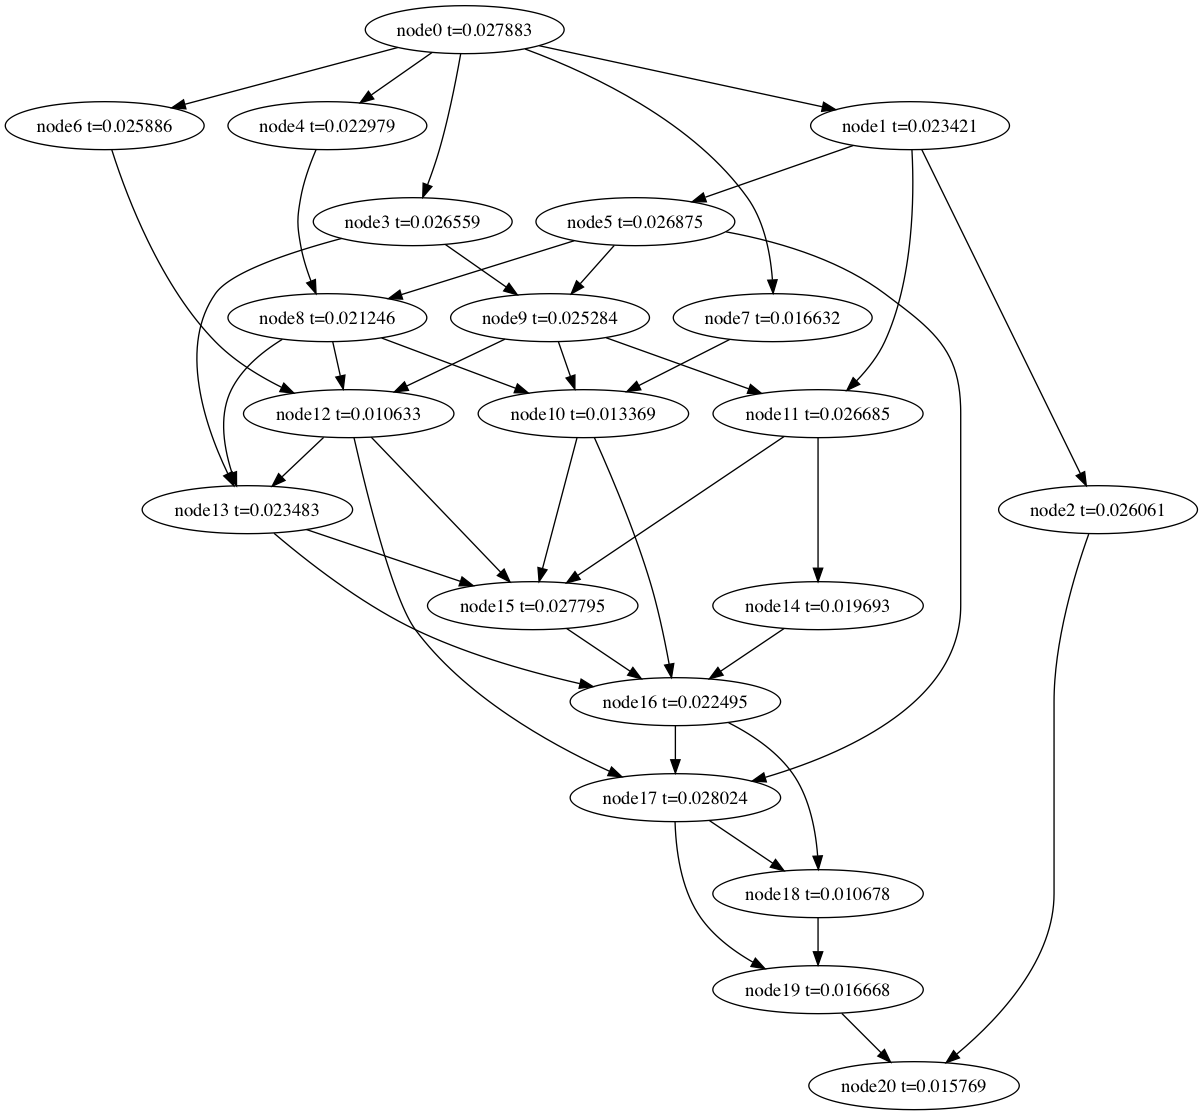 node0 t=0.027883
node6 t=0.025886
node4 t=0.022979
node1 t=0.023421
node3 t=0.026559
node5 t=0.026875
node8 t=0.021246
node9 t=0.025284
node7 t=0.016632
node12 t=0.010633
node10 t=0.013369
node11 t=0.026685
node13 t=0.023483
node2 t=0.026061
node15 t=0.027795
node14 t=0.019693
node16 t=0.022495
node17 t=0.028024
node18 t=0.010678
node19 t=0.016668
node20 t=0.015769